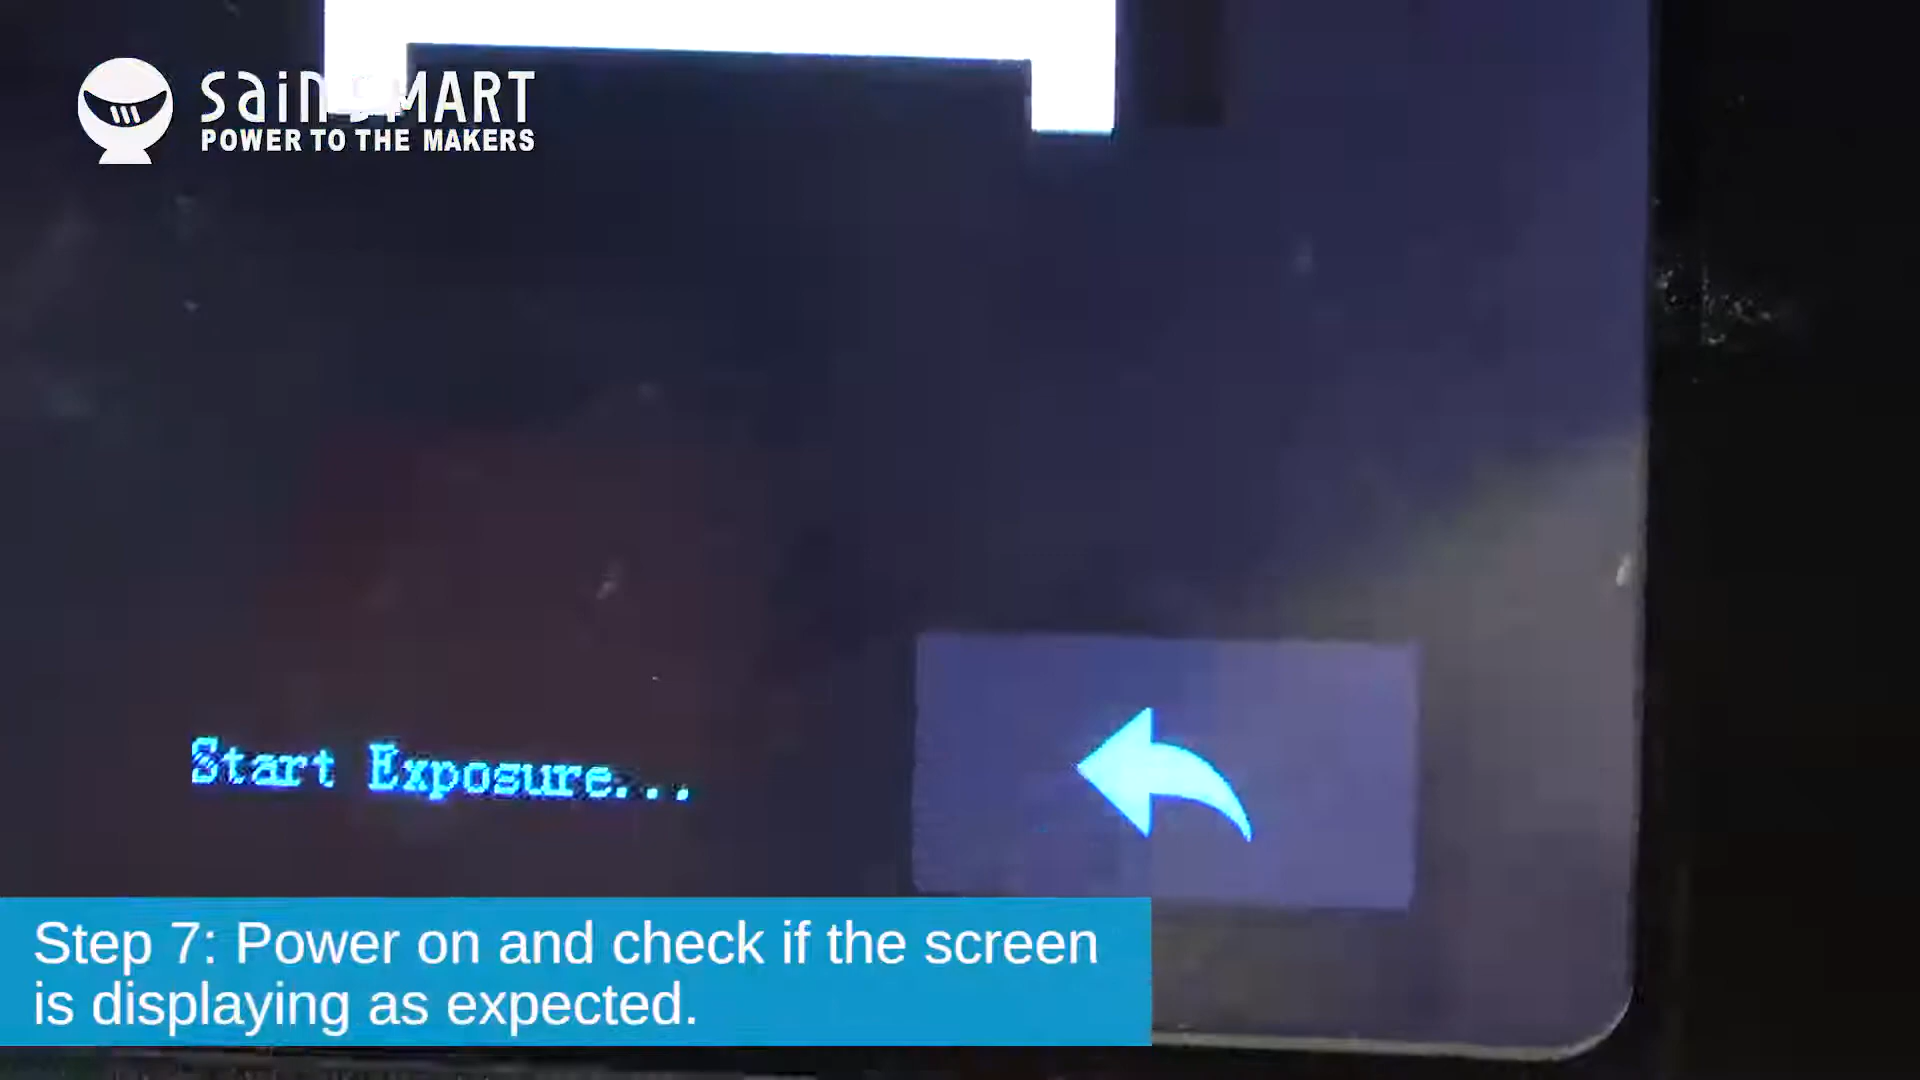 SainSMART
POWER TO THE MAKERS
Start Exposure...
Step 7: Power on and check if the screen
is displaying as expected.